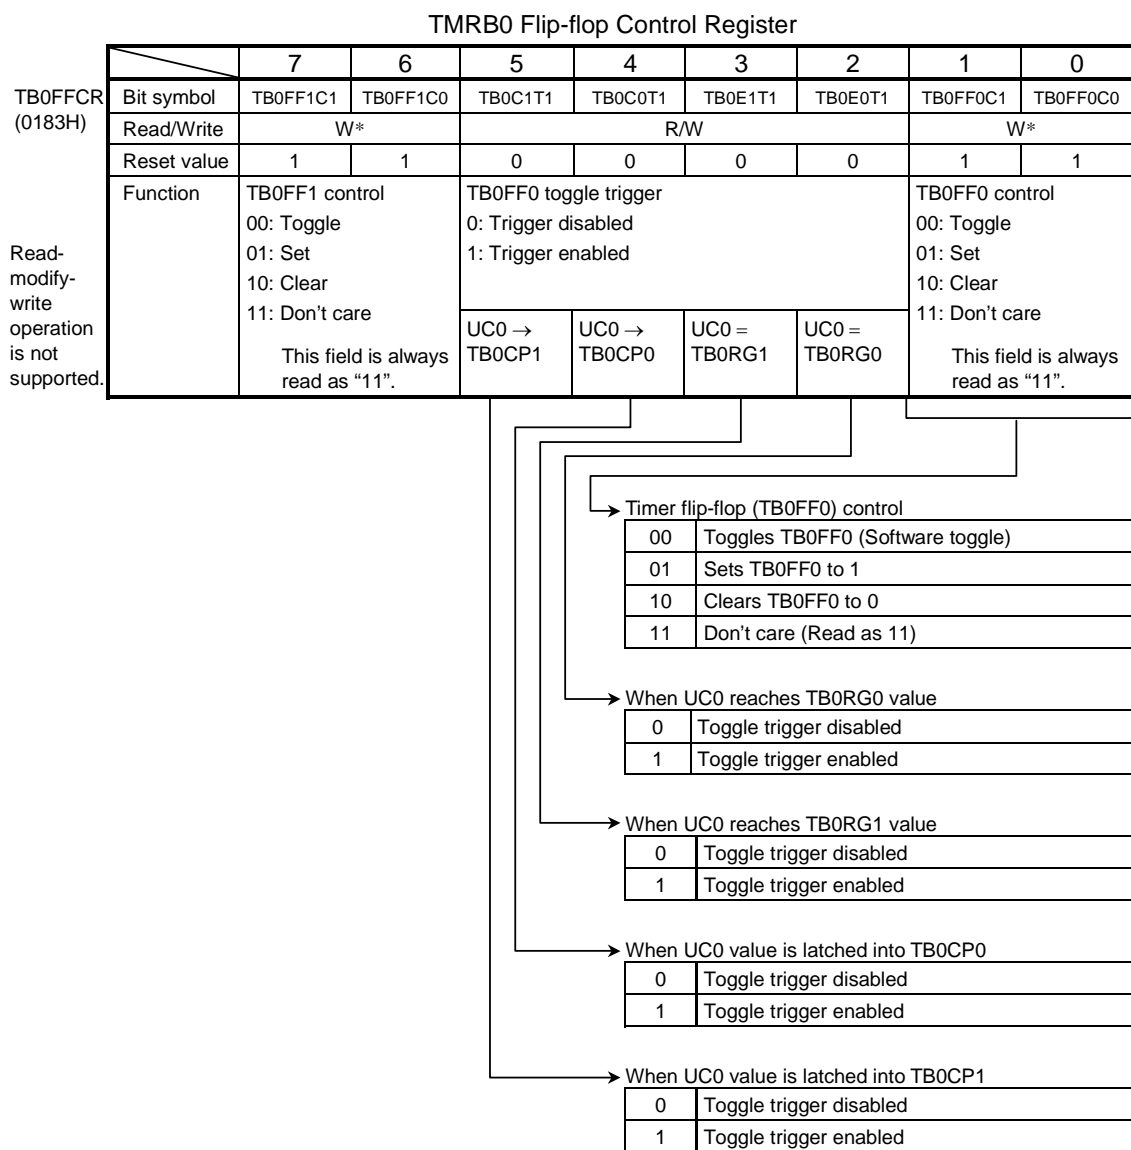 TMRB0 Flip-flop Control Register
7 6 5 4 3 2 1 0
TB0FFCR
(0183H)
Bit symbol TB0FF1C1 TB0FF1C0 TB0C1T1 TB0C0T1 TB0E1T1 TB0E0T1 TB0FF0C1 TB0FF0C0
Read/Write W* R/W W*
Reset value 1 1 0 0 0 0 1 1
Read-
modify-
write
operation
is not
supported.
Function
TB0FF1 control
00: Toggle
01: Set
10: Clear
11: Don't care
This field is always
read as “11”.
TB0FF0 toggle trigger
0: Trigger disabled
1: Trigger enabled
UC0 →
TB0CP1
UC0 →
TB0CP0
UC0 =
TB0RG1
UC0 =
TB0RG0
TB0FF0 control
00: Toggle
01: Set
10: Clear
11: Don't care
This field is always
read as “11”.
Timer flip-flop (TB0FF0) control
00 Toggles TB0FF0 (Software toggle)
01 Sets TB0FF0 to 1
10 Clears TB0FF0 to 0
11 Don't care (Read as 11)
When UC0 reaches TB0RG0 value
0 Toggle trigger disabled
1 Toggle trigger enabled
When UC0 reaches TB0RG1 value
0 Toggle trigger disabled
1 Toggle trigger enabled
When UC0 value is latched into TB0CP0
0 Toggle trigger disabled
1 Toggle trigger enabled
When UC0 value is latched into TB0CP1
0 Toggle trigger disabled
1 Toggle trigger enabled